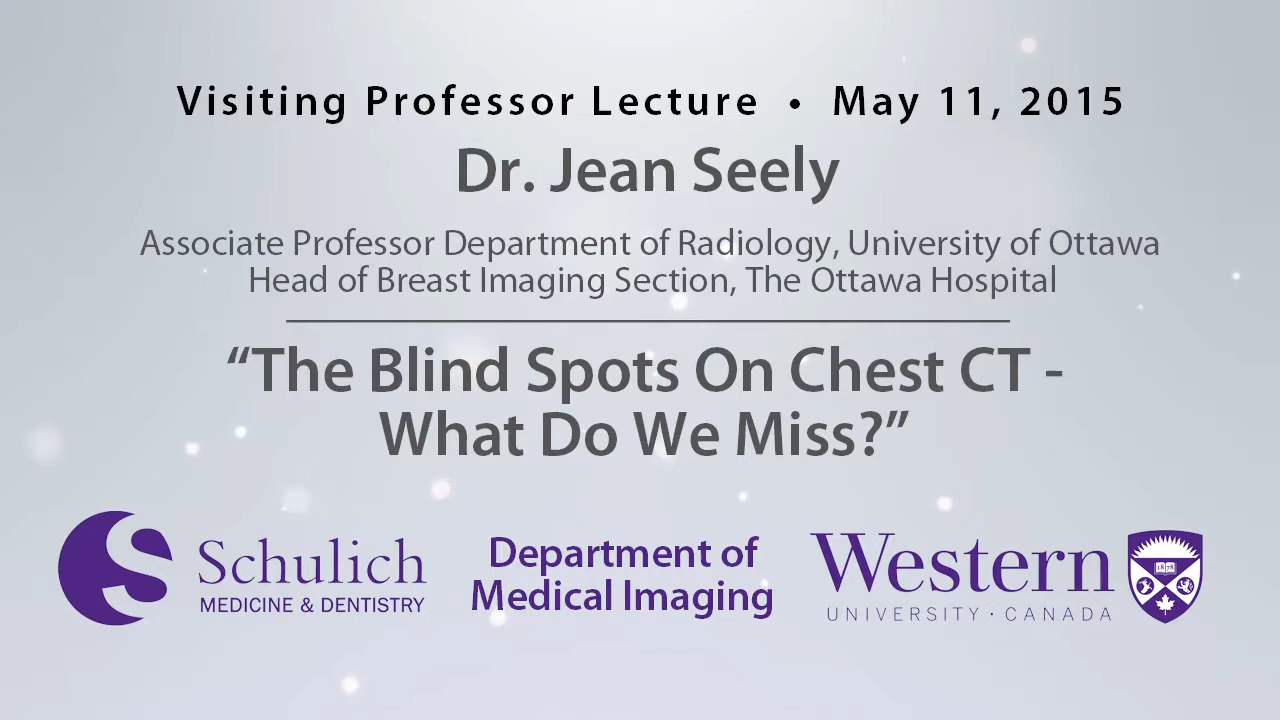 Visiting Professor Lecture • May 11, 2015
Dr. Jean Seely
Associate Professor Department of Radiology, University of Ottawa
Head of Breast Imaging Section, The Ottawa Hospital
“The Blind Spots On Chest CT -
What Do We Miss?”
Schulich
MEDICINE & DENTISTRY
Department of
Medical Imaging
Western
UNIVERSITY · CANADA
1878